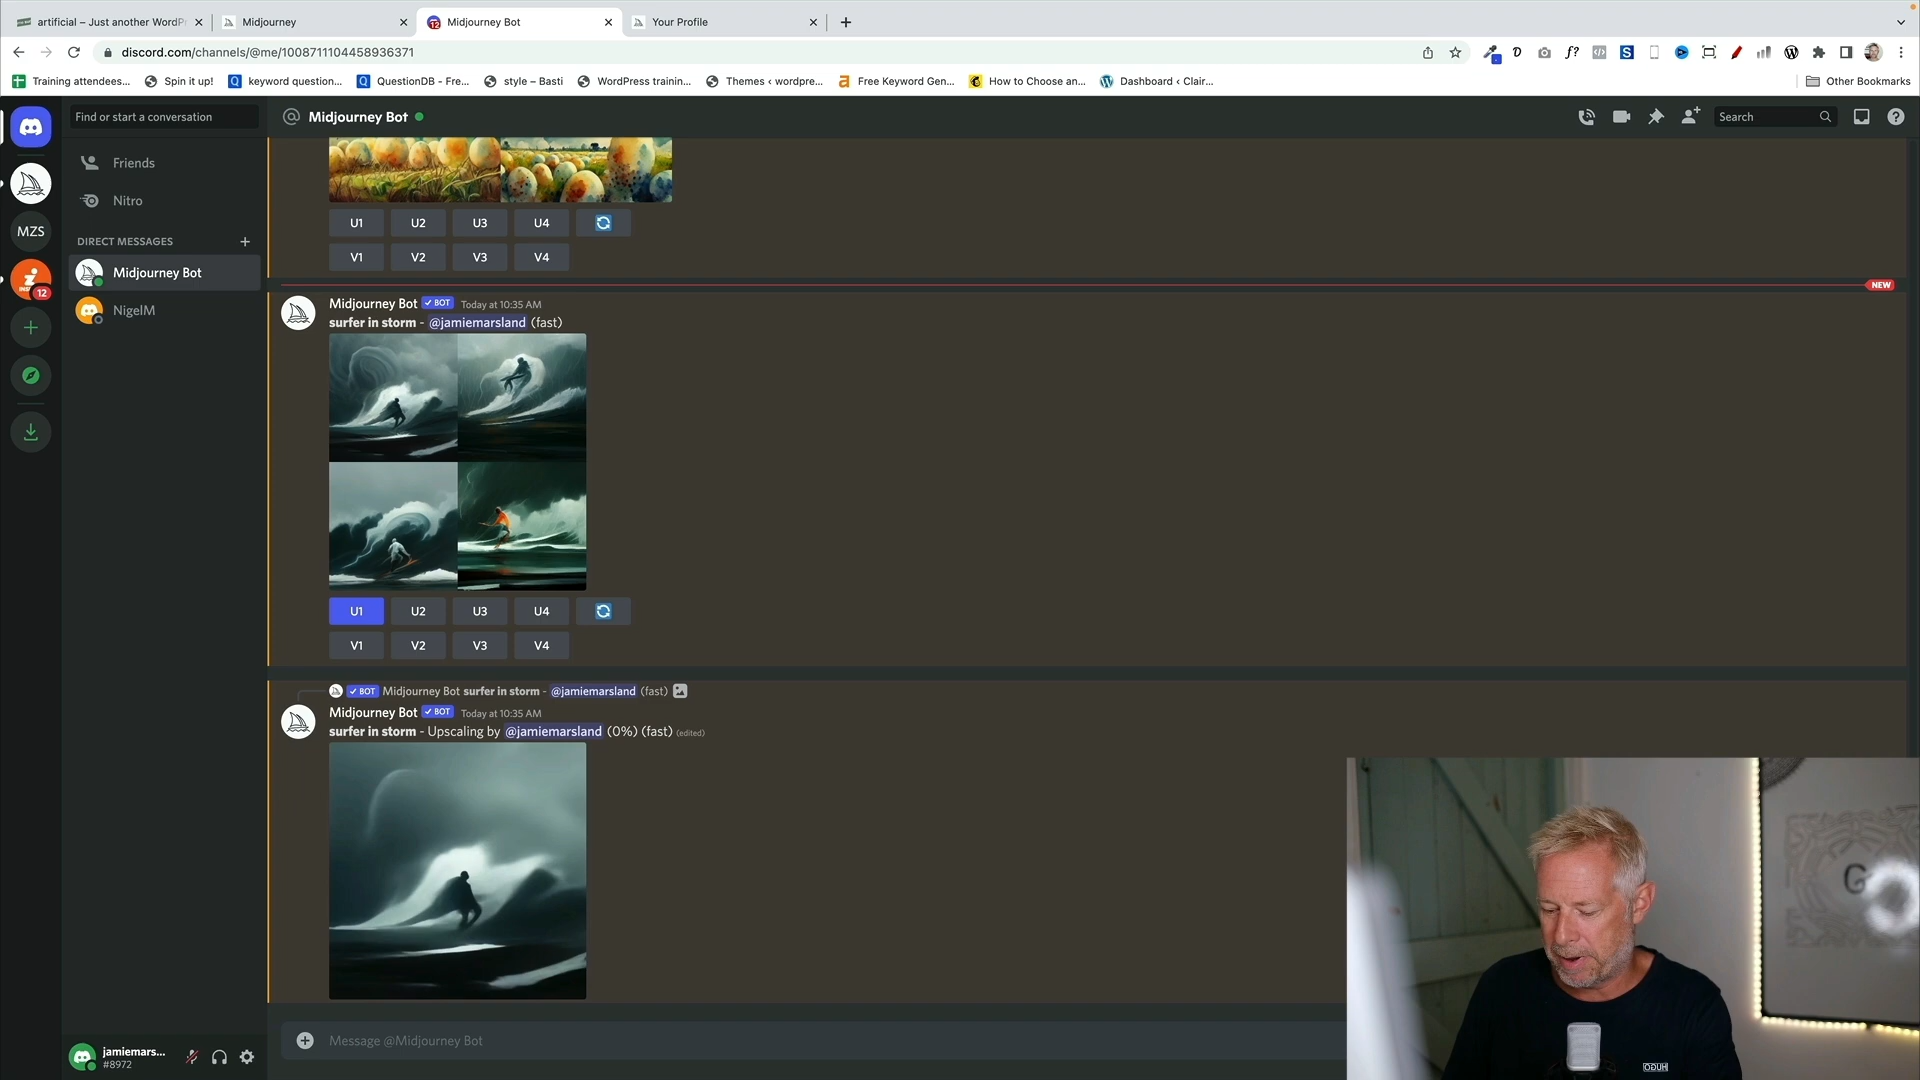 artificial – Just another WordPr
Midjourney
12
Midjourney Bot
Your Profile
discord.com/channels/@me/1008711104458936371
Training attendees...
Spin it up!
keyword question...
QuestionDB - Fre...
style – Basti
WordPress trainin...
Themes ‹ wordpre...
Free Keyword Gen...
How to Choose an...
Dashboard ‹ Clair...
Other Bookmarks
Find or start a conversation
Midjourney Bot
Search
Friends
Nitro
MZS
DIRECT MESSAGES
Midjourney Bot
12
NigelM
U1
U2
U3
U4
V1
V2
V3
V4
NEW
Midjourney Bot
BOT
Today at 10:35 AM
surfer in storm - @jamiemarsland (fast)
U1
U2
U3
U4
V1
V2
V3
V4
BOT Midjourney Bot surfer in storm - @jamiemarsland (fast)
Midjourney Bot
BOT
Today at 10:35 AM
surfer in storm - Upscaling by @jamiemarsland (0%) (fast) (edited)
Message @Midjourney Bot
jamiemars...
#8972